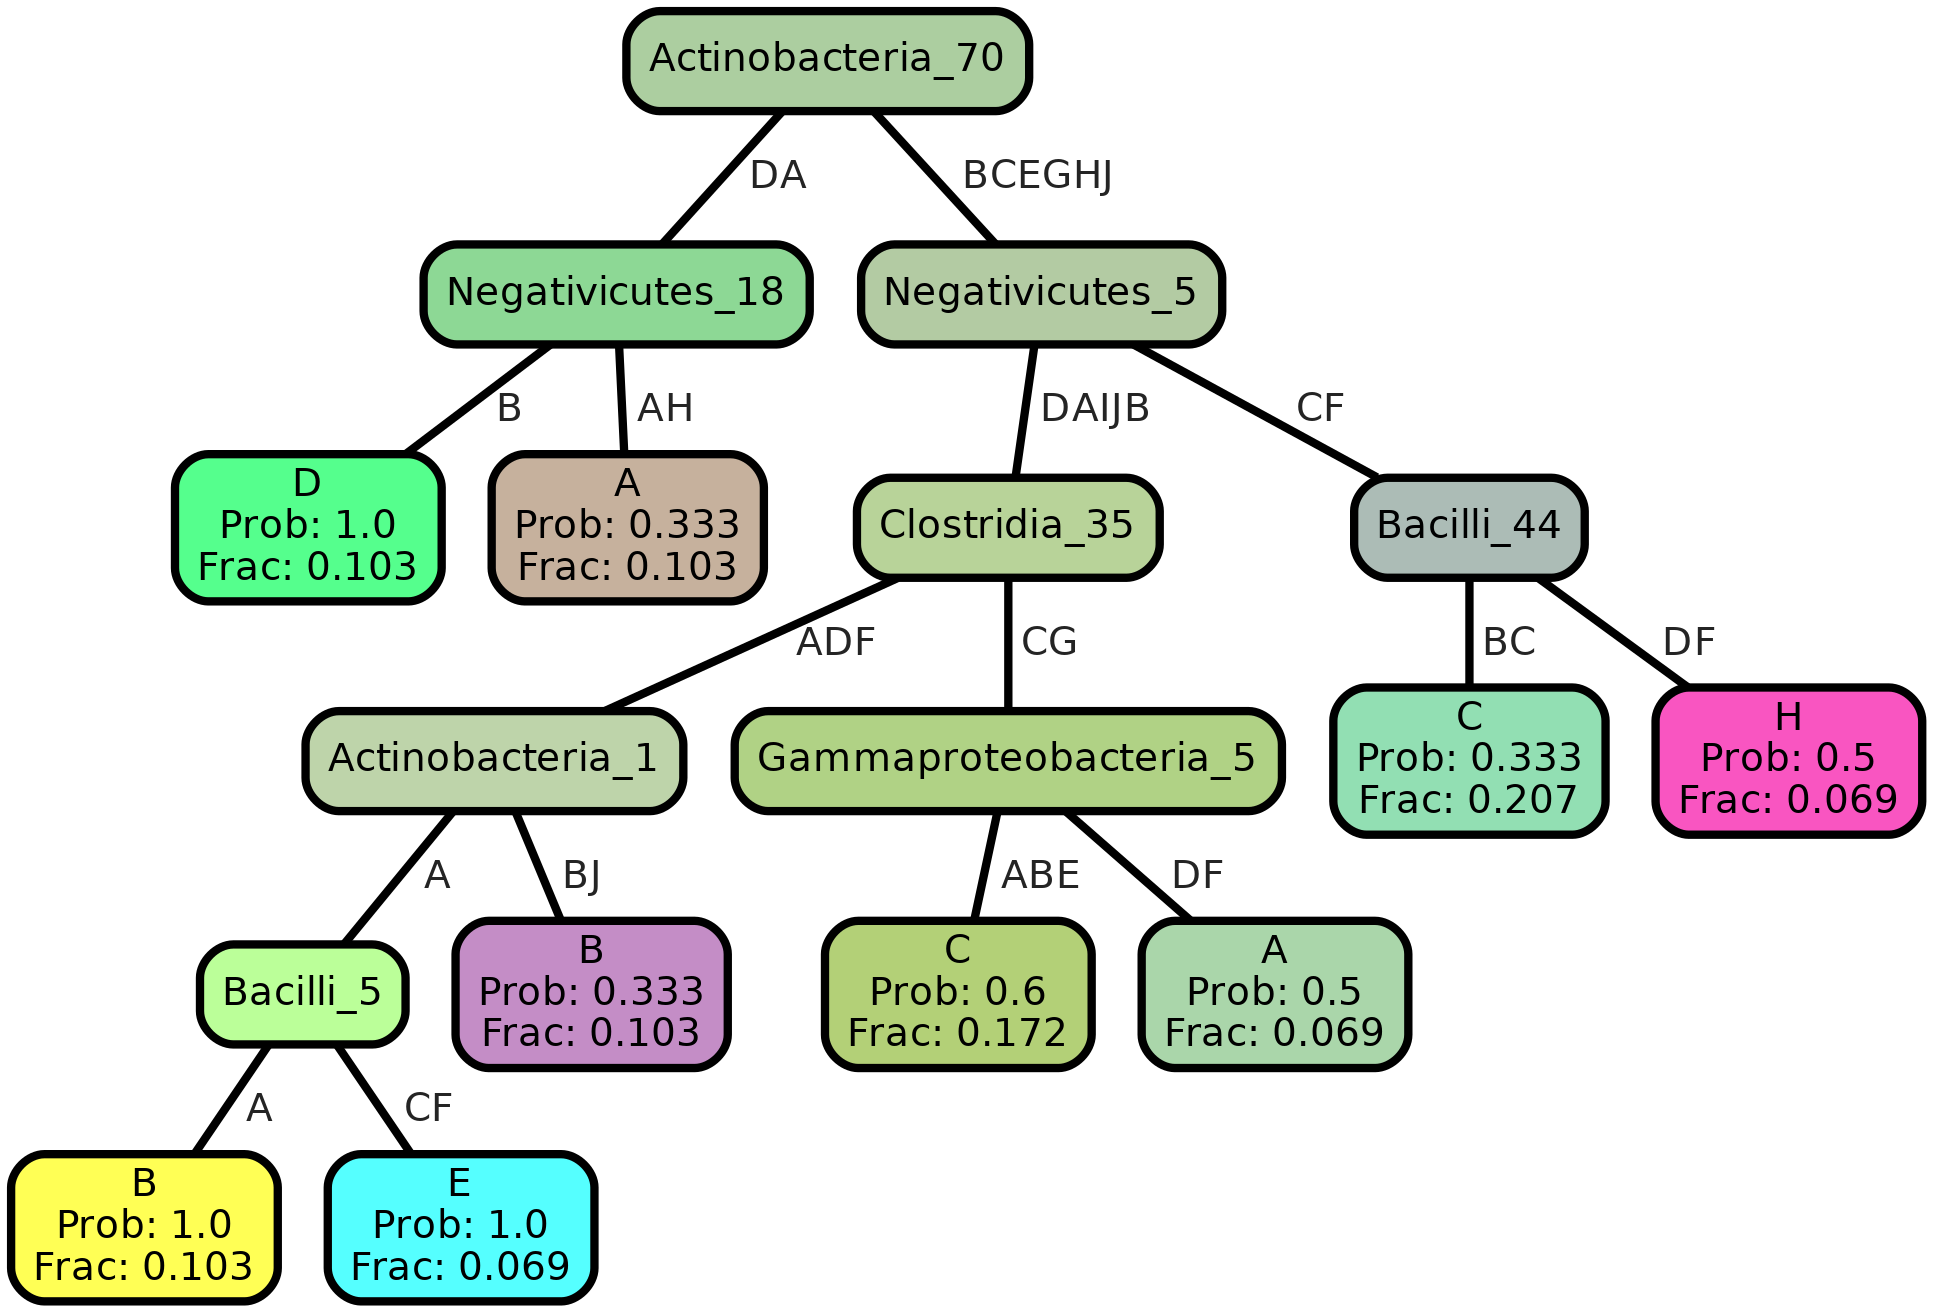 Actinobacteria_70
DA
BCEGHJ
Negativicutes_18
Negativicutes_5
B
AH
DAIJB
CF
D
Prob: 1.0
Frac: 0.103
A
Prob: 0.333
Frac: 0.103
Clostridia_35
Bacilli_44
ADF
CG
BC
DF
Actinobacteria_1
Gammaproteobacteria_5
C
Prob: 0.333
Frac: 0.207
H
Prob: 0.5
Frac: 0.069
A
BJ
ABE
DF
Bacilli_5
B
Prob: 0.333
Frac: 0.103
C
Prob: 0.6
Frac: 0.172
A
Prob: 0.5
Frac: 0.069
A
CF
B
Prob: 1.0
Frac: 0.103
E
Prob: 1.0
Frac: 0.069